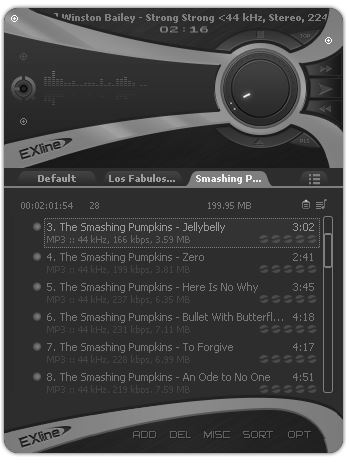 ] Winston Bailey - Strong Strong <44 kHz, Stereo, 224
02:16
TOP
PLS
EXline
Default
Los Fabulos...
Smashing P...
00:02:01:54
28
199.95 MB
3. The Smashing Pumpkins - Jellybelly 3:02
MP3 :: 44 kHz, 166 kbps, 3.59 MB
4. The Smashing Pumpkins - Zero 2:41
MP3 :: 44 kHz, 199 kbps, 3.81 MB
5. The Smashing Pumpkins - Here Is No Why 3:45
MP3 :: 44 kHz, 237 kbps, 6.35 MB
6. The Smashing Pumpkins - Bullet With Butterfl... 4:18
MP3 :: 44 kHz, 231 kbps, 7.11 MB
7. The Smashing Pumpkins - To Forgive 4:17
MP3 :: 44 kHz, 228 kbps, 6.99 MB
8. The Smashing Pumpkins - An Ode to No One 4:51
MP3 :: 44 kHz, 219 kbps, 7.59 MB
EXline
ADD DEL MISC SORT OPT